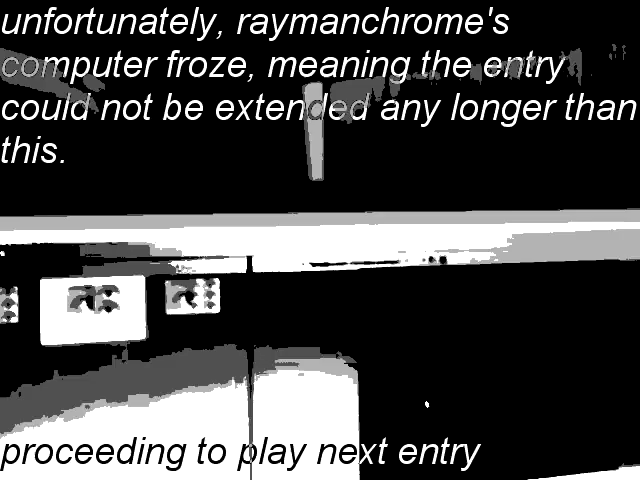 unfortunately, raymanchrome's
computer froze, meaning the entry
could not be extended any longer than
this.
proceeding to play next entry